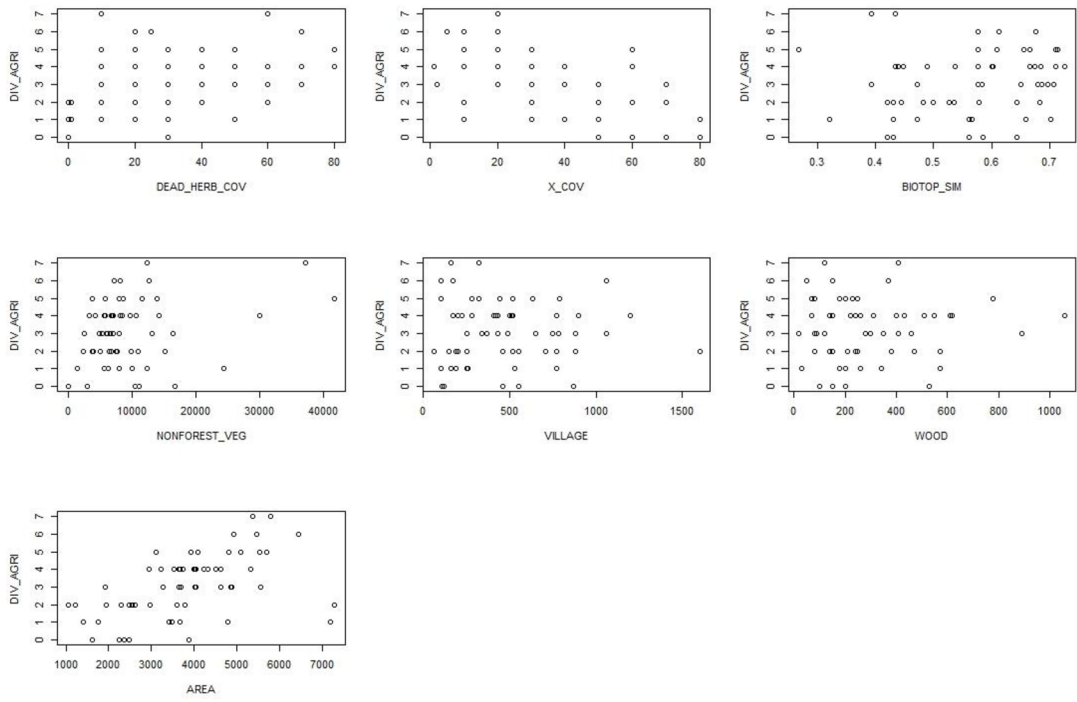 DIV_AGRI
0 1 2 3 4 5 6 7
0 20 40 60 80
DEAD_HERB_COV
DIV_AGRI
0 1 2 3 4 5 6 7
0 20 40 60 80
X_COV
DIV_AGRI
0 1 2 3 4 5 6 7
0.3 0.4 0.5 0.6 0.7
BIOTOP_SIM
DIV_AGRI
0 1 2 3 4 5 6 7
0 10000 20000 30000 40000
NONFOREST_VEG
DIV_AGRI
0 1 2 3 4 5 6 7
0 500 1000 1500
VILLAGE
DIV_AGRI
0 1 2 3 4 5 6 7
0 200 400 600 800 1000
WOOD
DIV_AGRI
0 1 2 3 4 5 6 7
1000 2000 3000 4000 5000 6000 7000
AREA